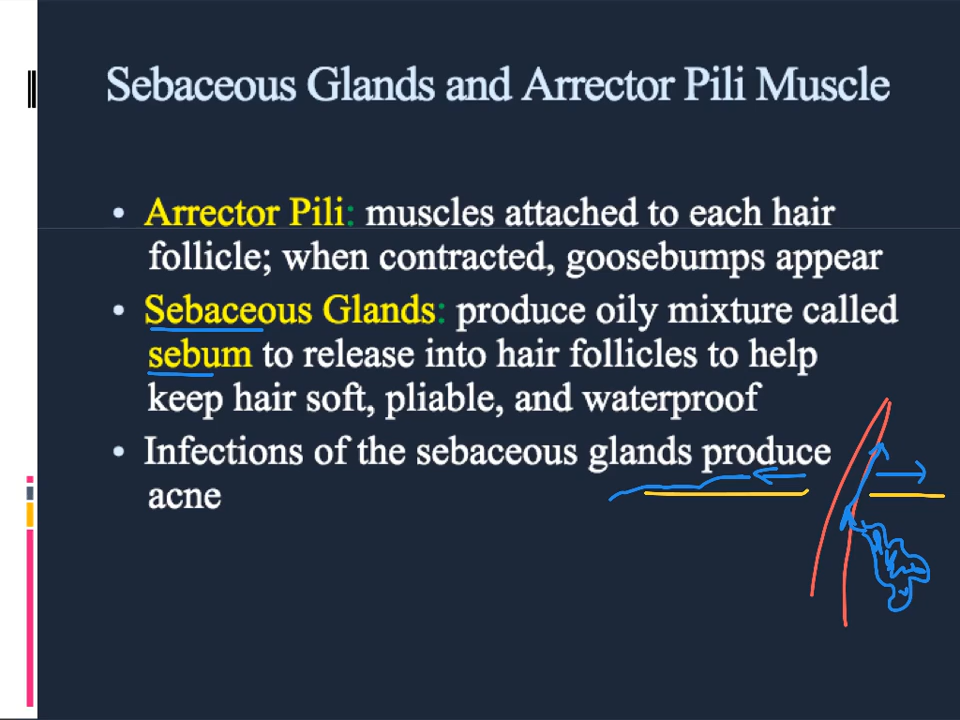 Sebaceous Glands and Arrector Pili Muscle
• Arrector Pili: muscles attached to each hair
follicle; when contracted, goosebumps appear
• Sebaceous Glands: produce oily mixture called
sebum to release into hair follicles to help
keep hair soft, pliable, and waterproof
• Infections of the sebaceous glands produce
acne